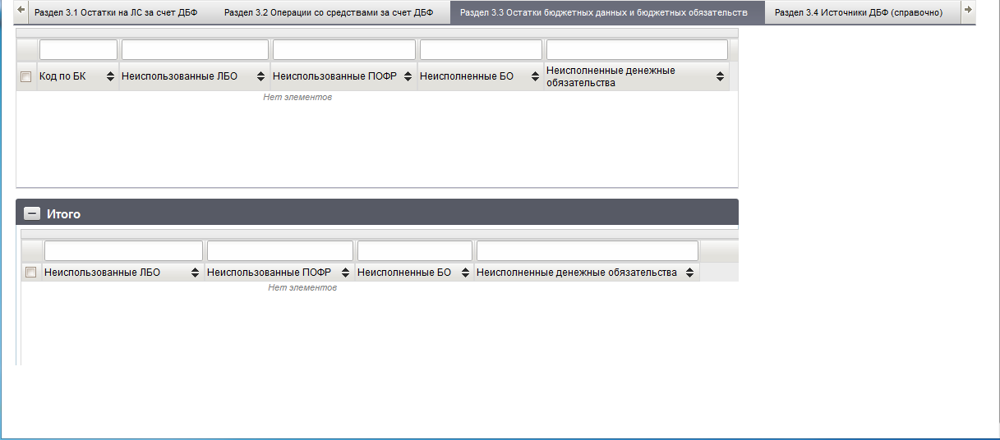 Раздел 3.1 Остатки на ЛС за счет ДБФ Раздел 3.2 Операции со средствами за счет ДБФ Раздел 3.3 Остатки бюджетных данных и бюджетных обязательств Раздел 3.4 Источники ДБФ (справочно)
Код по БК Неиспользованные ЛБО Неиспользованные ПОФР Неисполненные БО Неисполненные денежные
обязательства
Нет элементов
Итого
Неиспользованные ЛБО Неиспользованные ПОФР Неисполненные БО Неисполненные денежные обязательства
Нет элементов